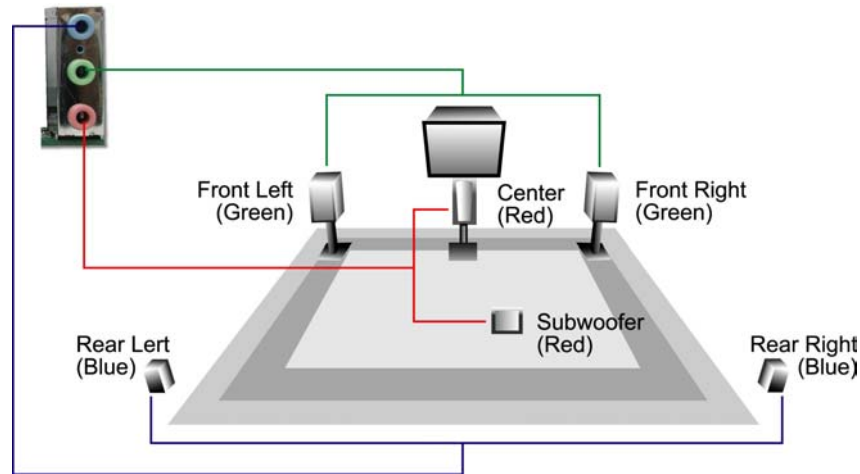 Front Left
(Green)
Center
(Red)
Front Right
(Green)
Subwoofer
(Red)
Rear Lert
(Blue)
Rear Right
(Blue)